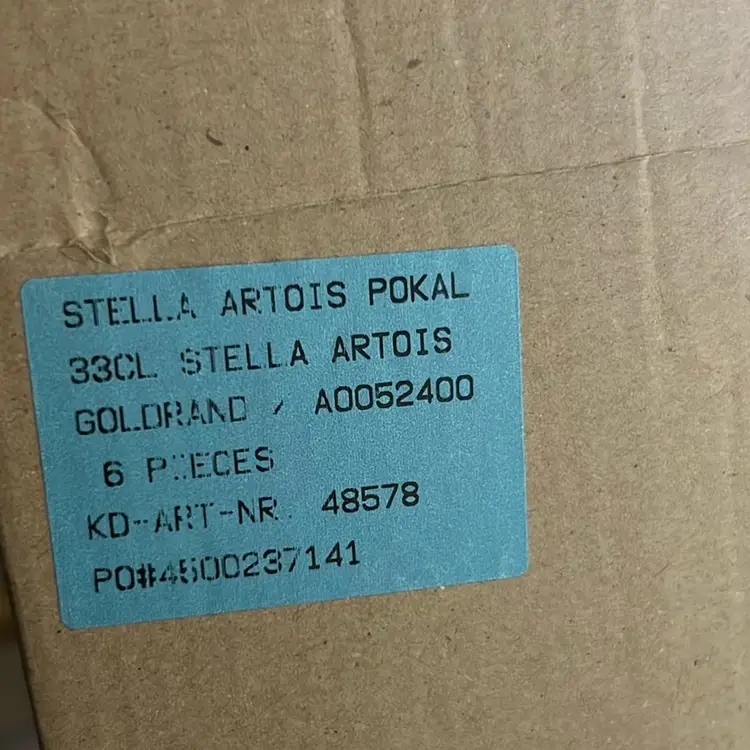 STELLA ARTOIS POKAL
33CL STELLA ARTOIS
GOLDRAND / A0052400
6 PIECES
KD-ART-NR. 48578
PO#4500237141